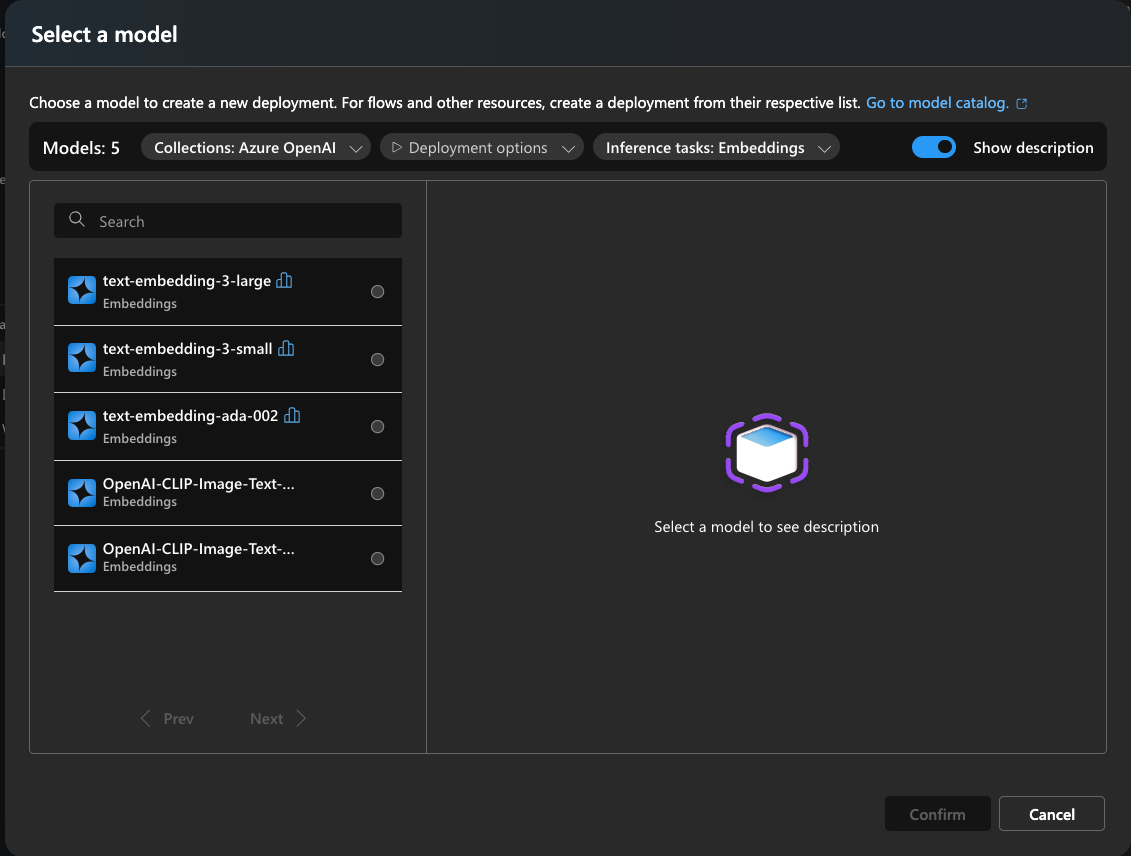 Select a model
Choose a model to create a new deployment. For flows and other resources, create a deployment from their respective list. Go to model catalog.
Models: 5 Collections: Azure OpenAI Deployment options Inference tasks: Embeddings Show description
Search
text-embedding-3-large
Embeddings
text-embedding-3-small
Embeddings
text-embedding-ada-002
Embeddings
OpenAI-CLIP-Image-Text-...
Embeddings
OpenAI-CLIP-Image-Text-...
Embeddings
Select a model to see description
Prev Next
Confirm Cancel